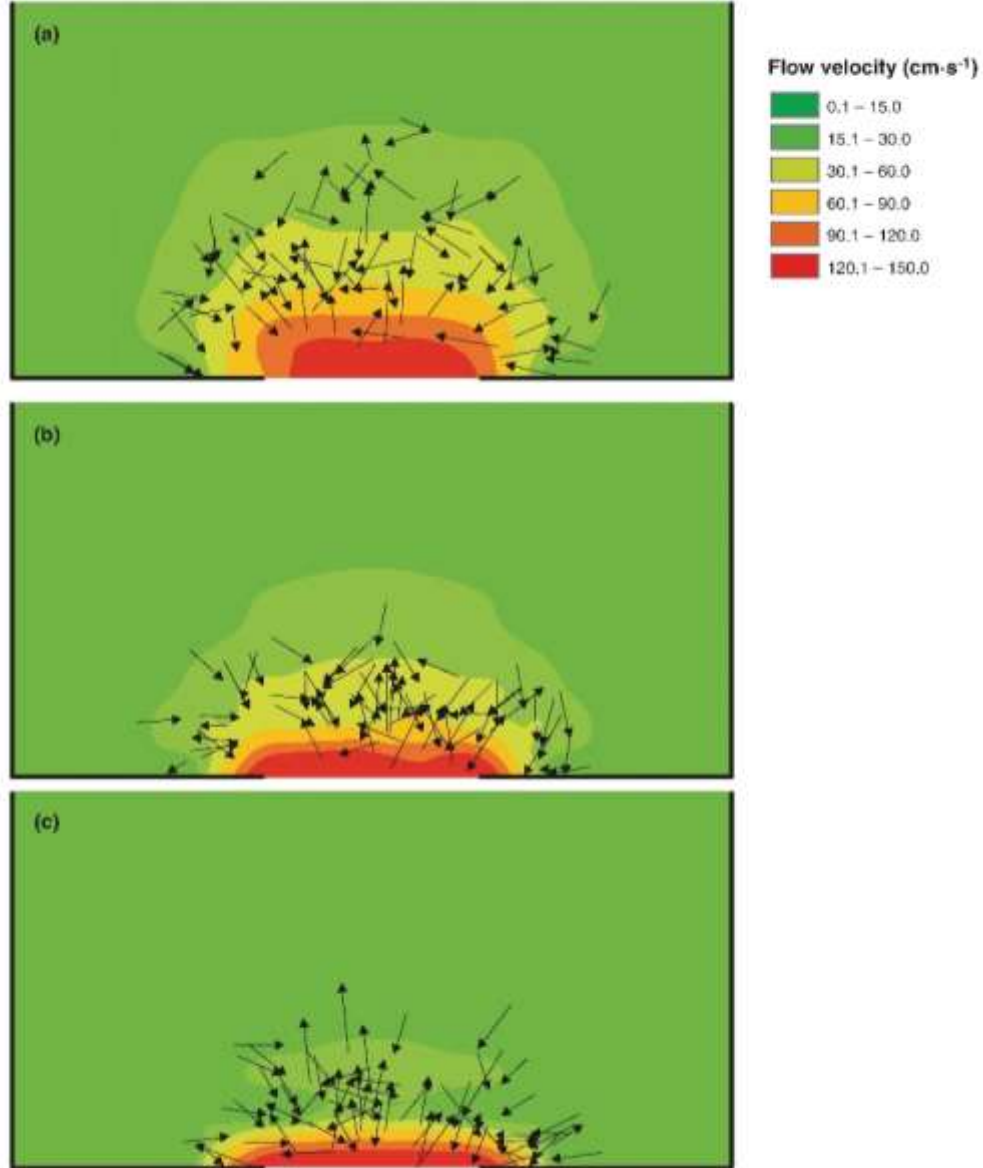 (a)
Flow velocity (cm·s⁻¹)
0.1 – 15.0
15.1 – 30.0
30.1 – 60.0
60.1 – 90.0
90.1 – 120.0
120.1 – 150.0
(b)
(c)